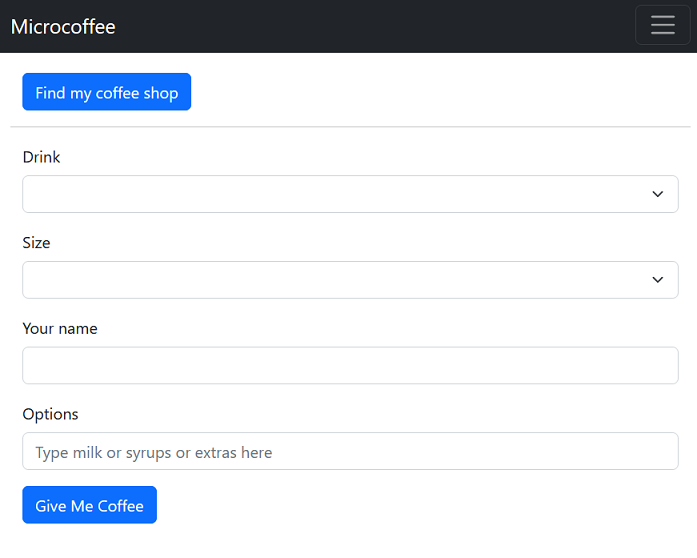 Microcoffee
Find my coffee shop
Drink
Size
Your name
Options
Type milk or syrups or extras here
Give Me Coffee